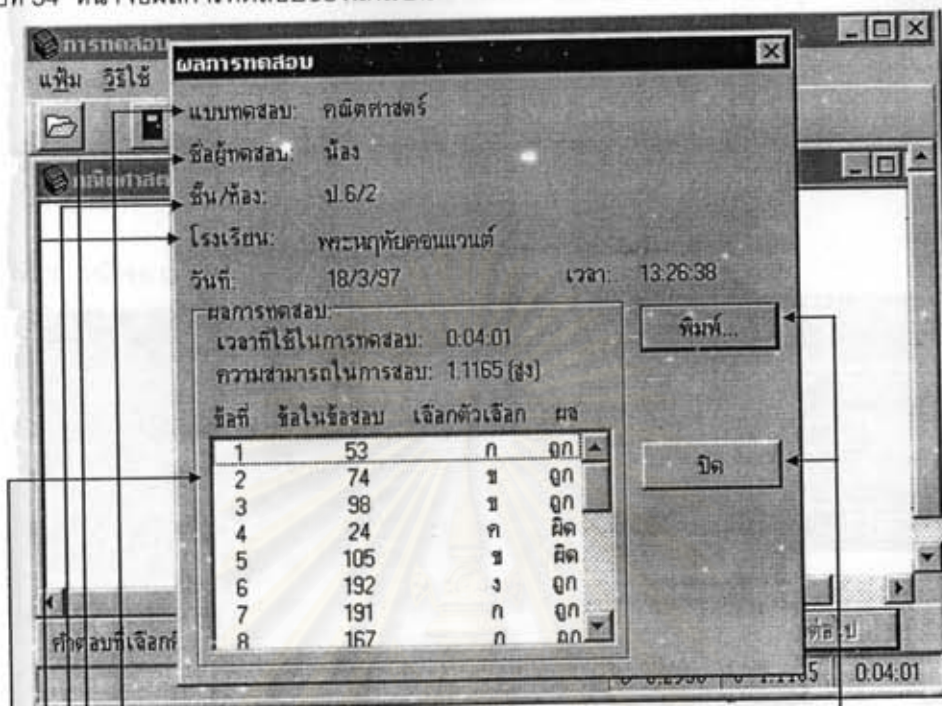 การทดสอบ
แฟ้ม วิธีใช้
ผลการทดสอบ
แบบทดสอบ: คณิตศาสตร์
ชื่อผู้ทดสอบ: น้อง
ชั้น/ห้อง: ป.6/2
โรงเรียน: พระหฤทัยคอนแวนต์
วันที่: 18/3/97 เวลา: 13:26:38
ผลการทดสอบ:
เวลาที่ใช้ในการทดสอบ: 0:04:01
ความสามารถในการสอบ: 1.1165 (สูง)
พิมพ์...
ข้อที่ ข้อในข้อสอบ เลือกตัวเลือก ผล
1 53 ก ถูก
2 74 ข ถูก
3 98 ข ถูก
4 24 ค ผิด
5 105 ข ผิด
6 192 ง ถูก
7 191 ก ถูก
8 167 ก ถูก
ปิด
0:04:01